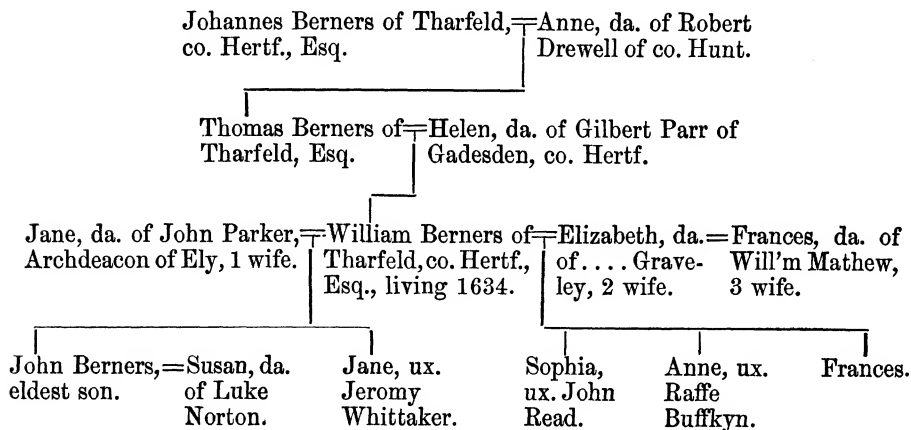 Johannes Berners of Tharfeld,=Anne, da. of Robert
co. Hertf., Esq. Drewell of co. Hunt.
Thomas Berners of=Helen, da. of Gilbert Parr of
Tharfeld, Esq. Gadesden, co. Hertf.
Jane, da. of John Parker,=William Berners of=Elizabeth, da.=Frances, da. of
Archdeacon of Ely, 1 wife. Tharfeld, co. Hertf., of .... Grave- Will'm Mathew,
Esq., living 1634. ley, 2 wife. 3 wife.
John Berners,=Susan, da. Jane, ux. Sophia, Anne, ux. Frances.
eldest son. of Luke Jeromy ux. John Raffe
Norton. Whittaker. Read. Buffkyn.